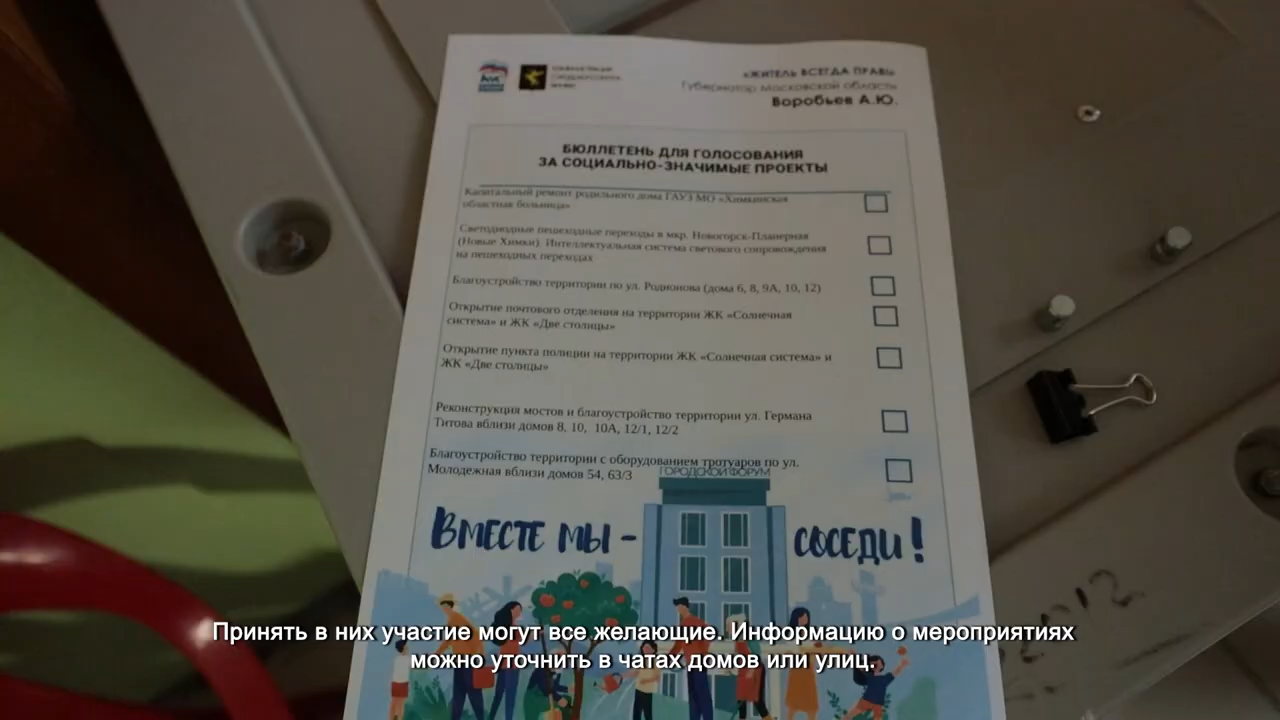 «ЖИТЕЛЬ ВСЕГДА ПРАВ!»
Губернатор Московской области
Воробьев А.Ю.
БЮЛЛЕТЕНЬ ДЛЯ ГОЛОСОВАНИЯ
ЗА СОЦИАЛЬНО-ЗНАЧИМЫЕ ПРОЕКТЫ
Капитальный ремонт родильного дома ГАУЗ МО «Химкинская
областная больница»
Светодиодные пешеходные переходы в мкр. Новогорск-Планерная
(Новые Химки). Интеллектуальная система светового сопровождения
на пешеходных переходах
Благоустройство территории по ул. Родионова (дома 6, 8, 9А, 10, 12)
Открытие почтового отделения на территории ЖК «Солнечная
система» и ЖК «Две столицы»
Открытие пункта полиции на территории ЖК «Солнечная система» и
ЖК «Две столицы»
Реконструкция мостов и благоустройство территории ул. Германа
Титова вблизи домов 8, 10, 10А, 12/1, 12/2
Благоустройство территории с оборудованием тротуаров по ул.
Молодежная вблизи домов 54, 63/3
ГОРОДСКОЙ ФОРУМ
ВМЕСТЕ МЫ - СОСЕДИ!
Принять в них участие могут все желающие. Информацию о мероприятиях
можно уточнить в чатах домов или улиц.